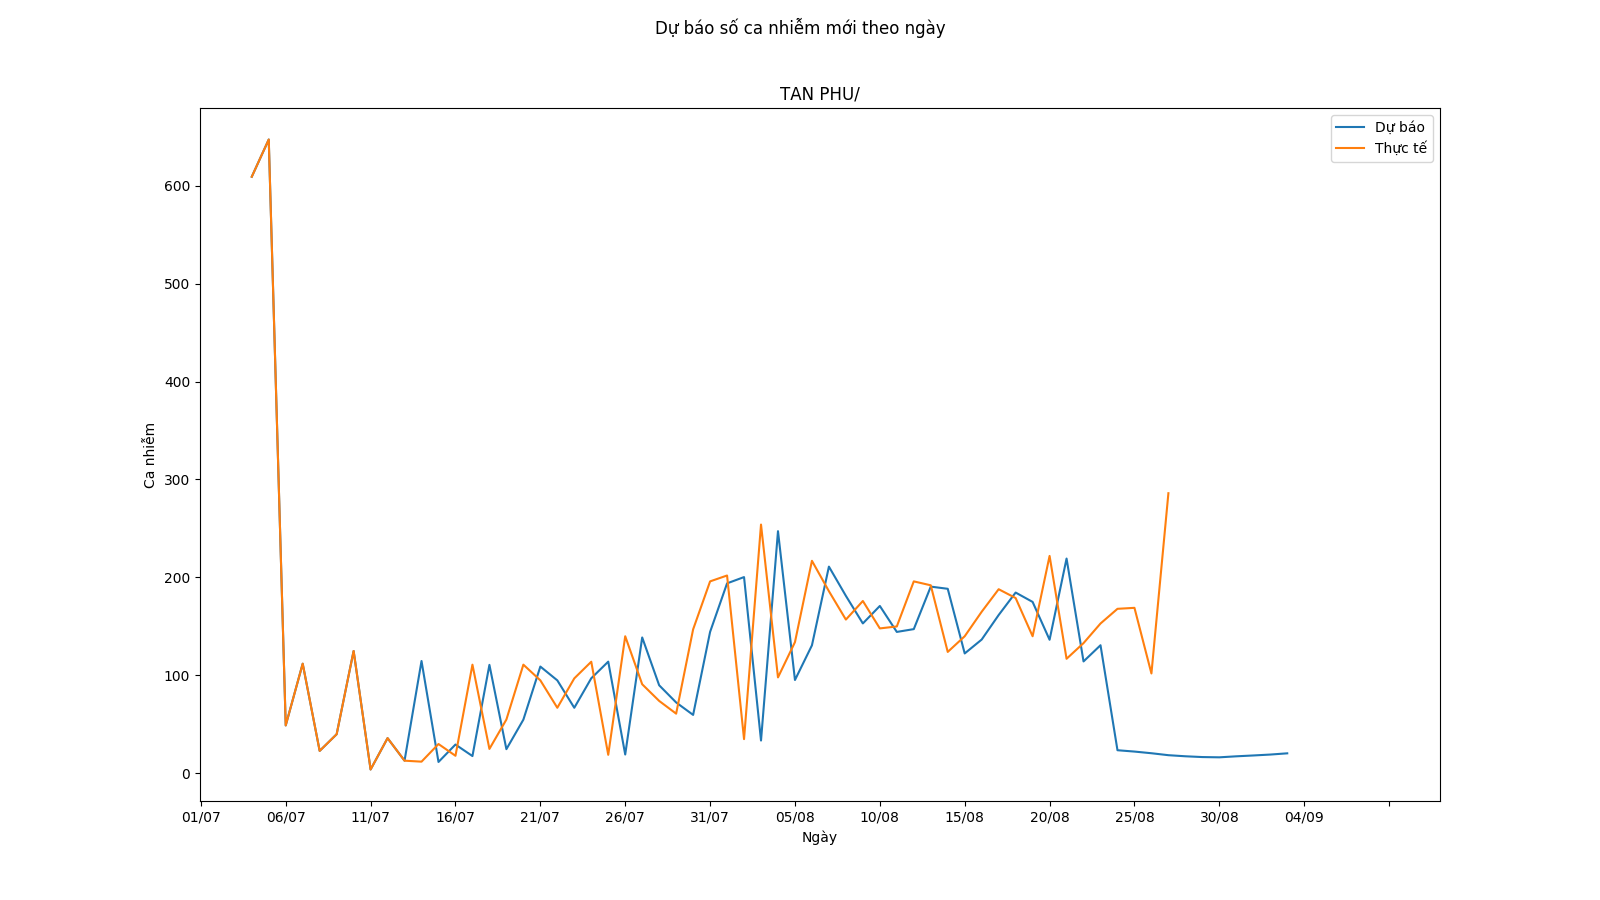 Dự báo số ca nhiễm mới theo ngày
TAN PHU/
Dự báo
Thực tế
600
500
400
300
200
100
0
Ca nhiễm
01/07 06/07 11/07 16/07 21/07 26/07 31/07 05/08 10/08 15/08 20/08 25/08 30/08 04/09
Ngày